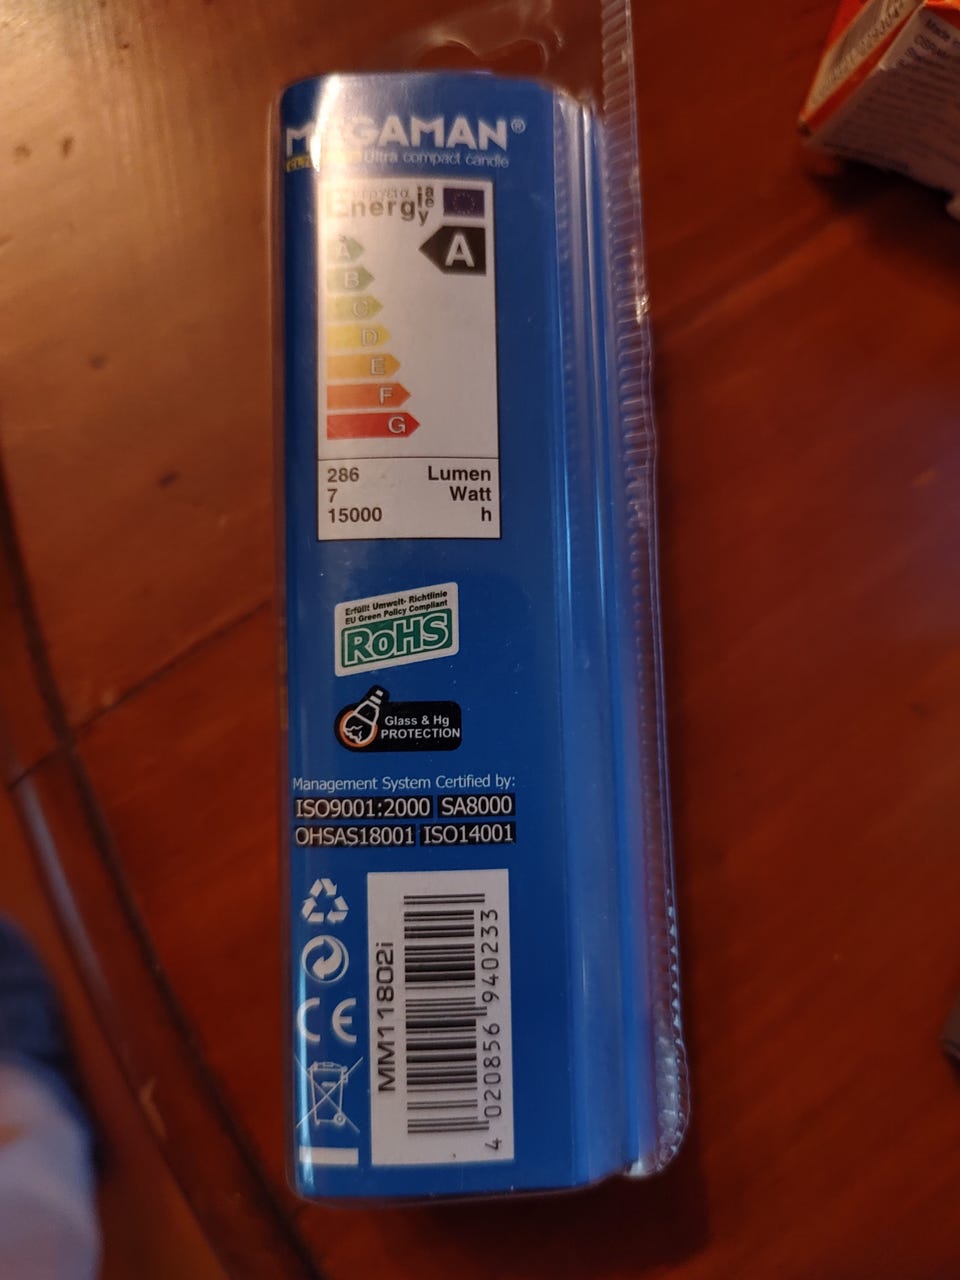 MEGAMAN®
Ultra compact candle
Energy
A
A
B
C
D
E
F
G
286 Lumen
7 Watt
15000 h
Erfüllt Umwelt- Richtlinie
EU Green Policy Compliant
RoHS
Glass & Hg
PROTECTION
Management System Certified by:
ISO9001:2000 SA8000
OHSAS18001 ISO14001
CE
MM11802i
4 020856 940233